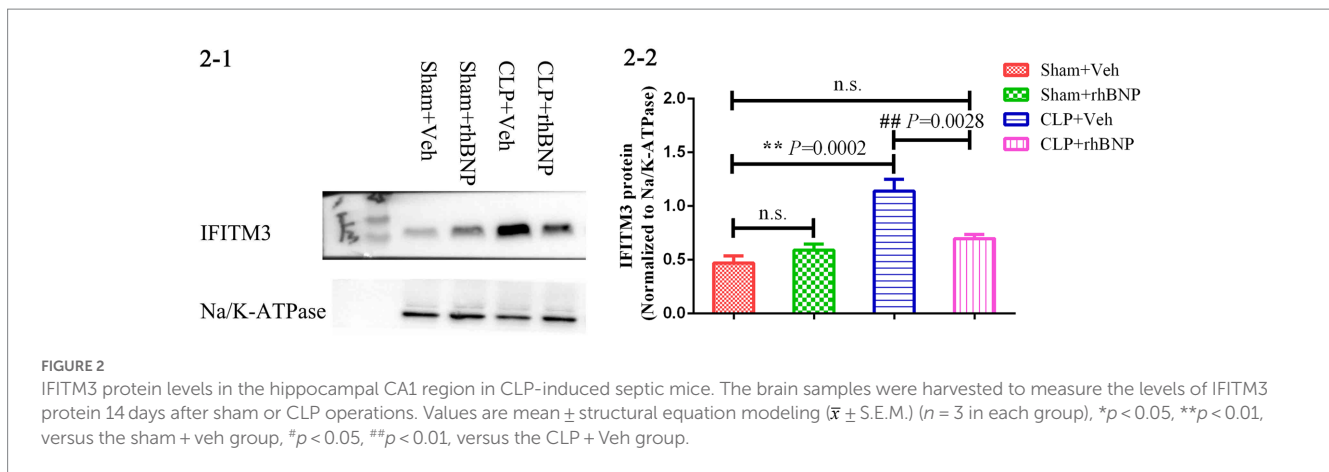 2-1
Sham+Veh
Sham+rhBNP
CLP+Veh
CLP+rhBNP
IFITM3
Na/K-ATPase
2-2
Sham+Veh
Sham+rhBNP
CLP+Veh
CLP+rhBNP
n.s.
## P=0.0028
** P=0.0002
n.s.
2.0
1.5
1.0
0.5
0.0
IFITM3 protein
(Normalized to Na/K-ATPase)
FIGURE 2
IFITM3 protein levels in the hippocampal CA1 region in CLP-induced septic mice. The brain samples were harvested to measure the levels of IFITM3
protein 14 days after sham or CLP operations. Values are mean ± structural equation modeling (x̅ ± S.E.M.) (n = 3 in each group), *p < 0.05, **p < 0.01,
versus the sham + veh group, #p < 0.05, ##p < 0.01, versus the CLP + Veh group.